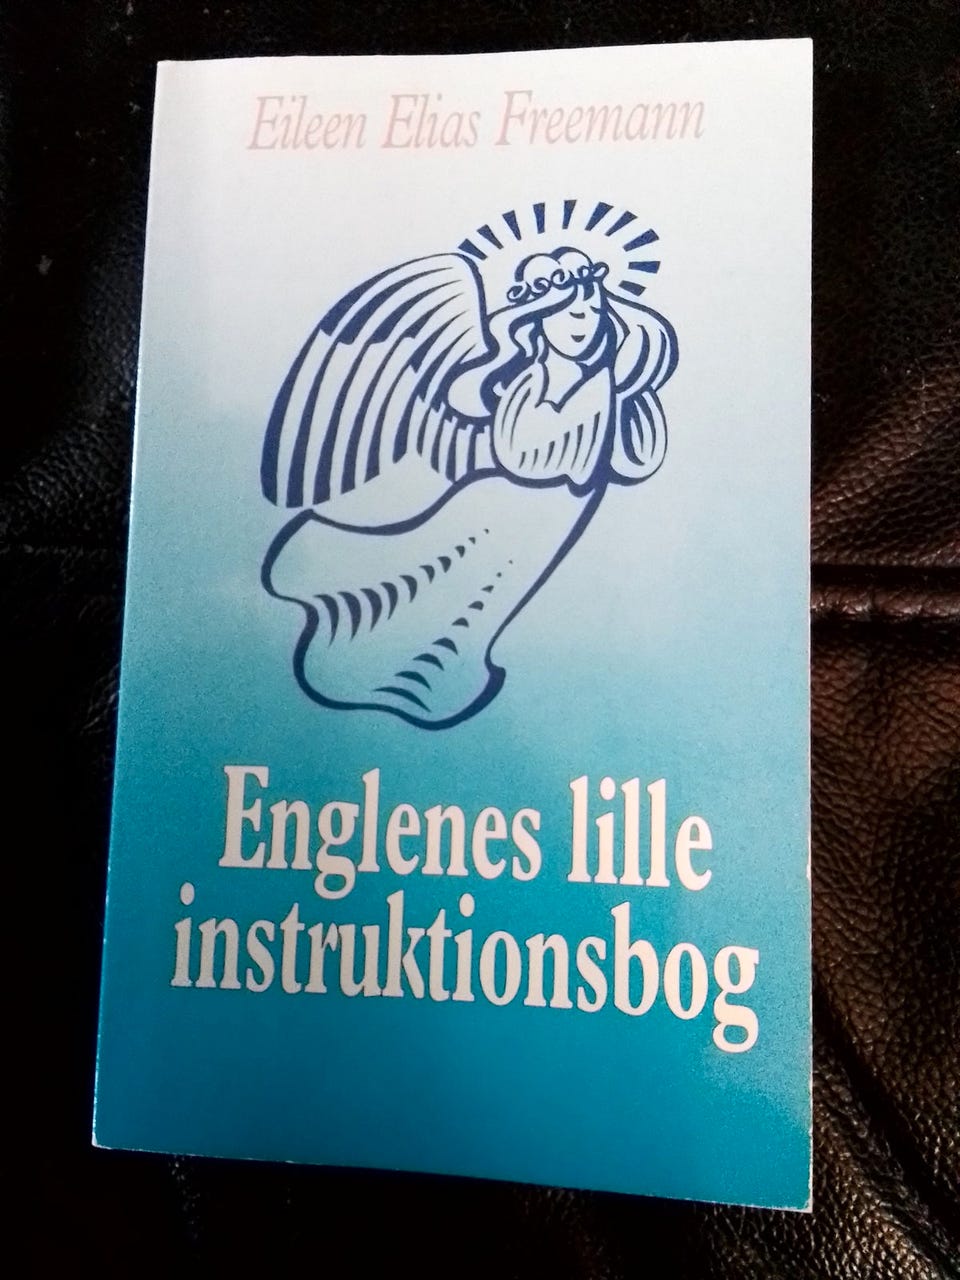 Eileen Elias Freemann
Englenes lille
instruktionsbog